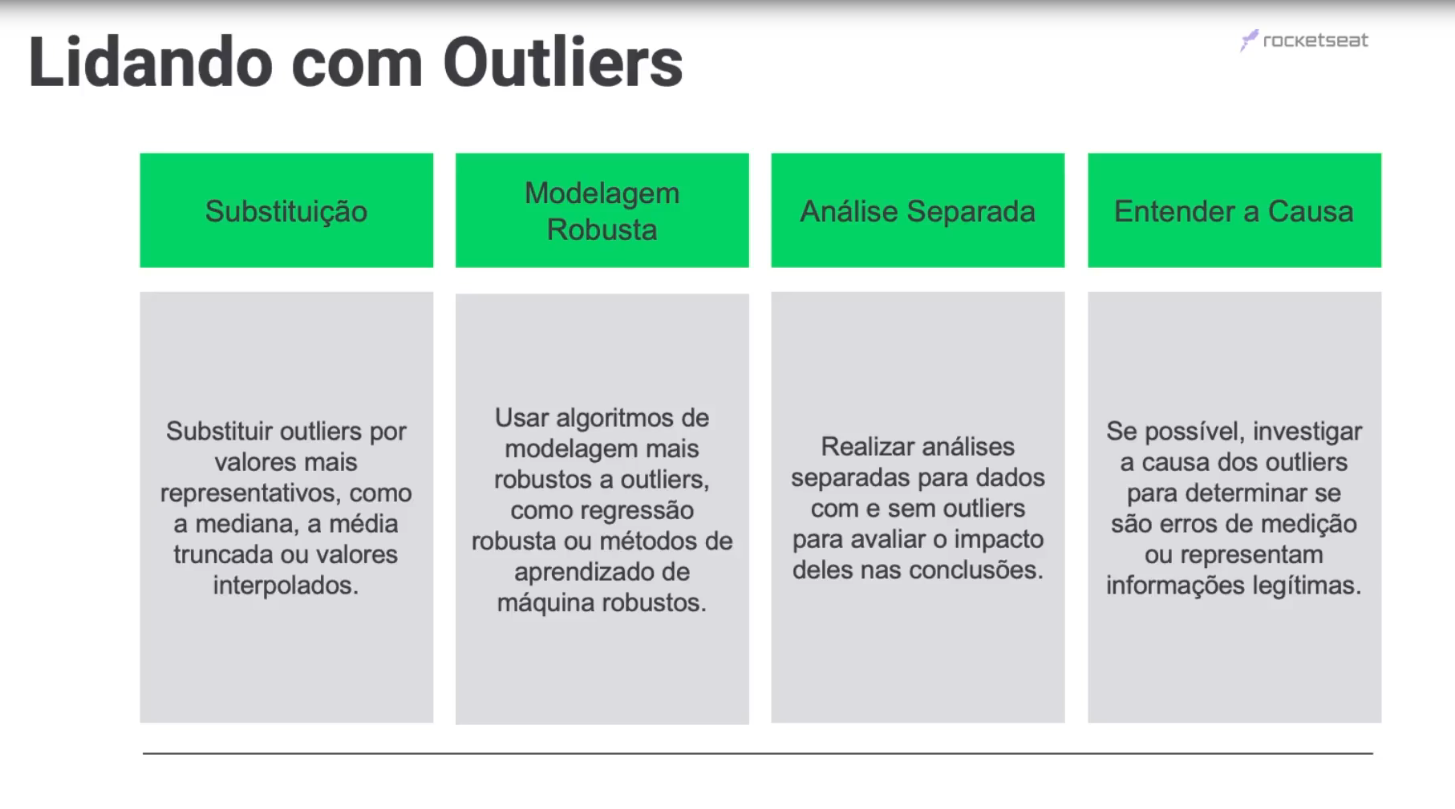 Lidando com Outliers
rocketseat
Substituição
Modelagem
Robusta
Análise Separada
Entender a Causa
Substituir outliers por
valores mais
representativos, como
a mediana, a média
truncada ou valores
interpolados.
Usar algoritmos de
modelagem mais
robustos a outliers,
como regressão
robusta ou métodos de
aprendizado de
máquina robustos.
Realizar análises
separadas para dados
com e sem outliers
para avaliar o impacto
deles nas conclusões.
Se possível, investigar
a causa dos outliers
para determinar se
são erros de medição
ou representam
informações legítimas.